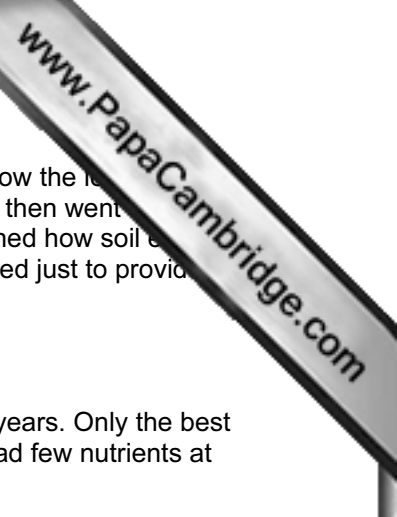 www.PapaCambridge.com
ow the
then went
ned how soil
ed just to provid
years. Only the best
ad few nutrients at